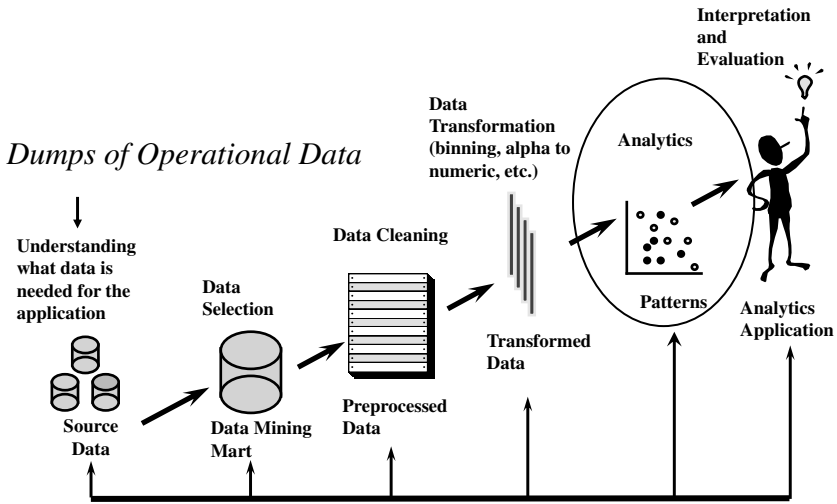 Interpretation
and
Evaluation
Data
Transformation
(binning, alpha to
numeric, etc.)
Analytics
Dumps of Operational Data
Understanding
what data is
needed for the
application
Data
Selection
Data Cleaning
Patterns
Analytics
Application
Transformed
Data
Preprocessed
Data
Data Mining
Mart
Source
Data